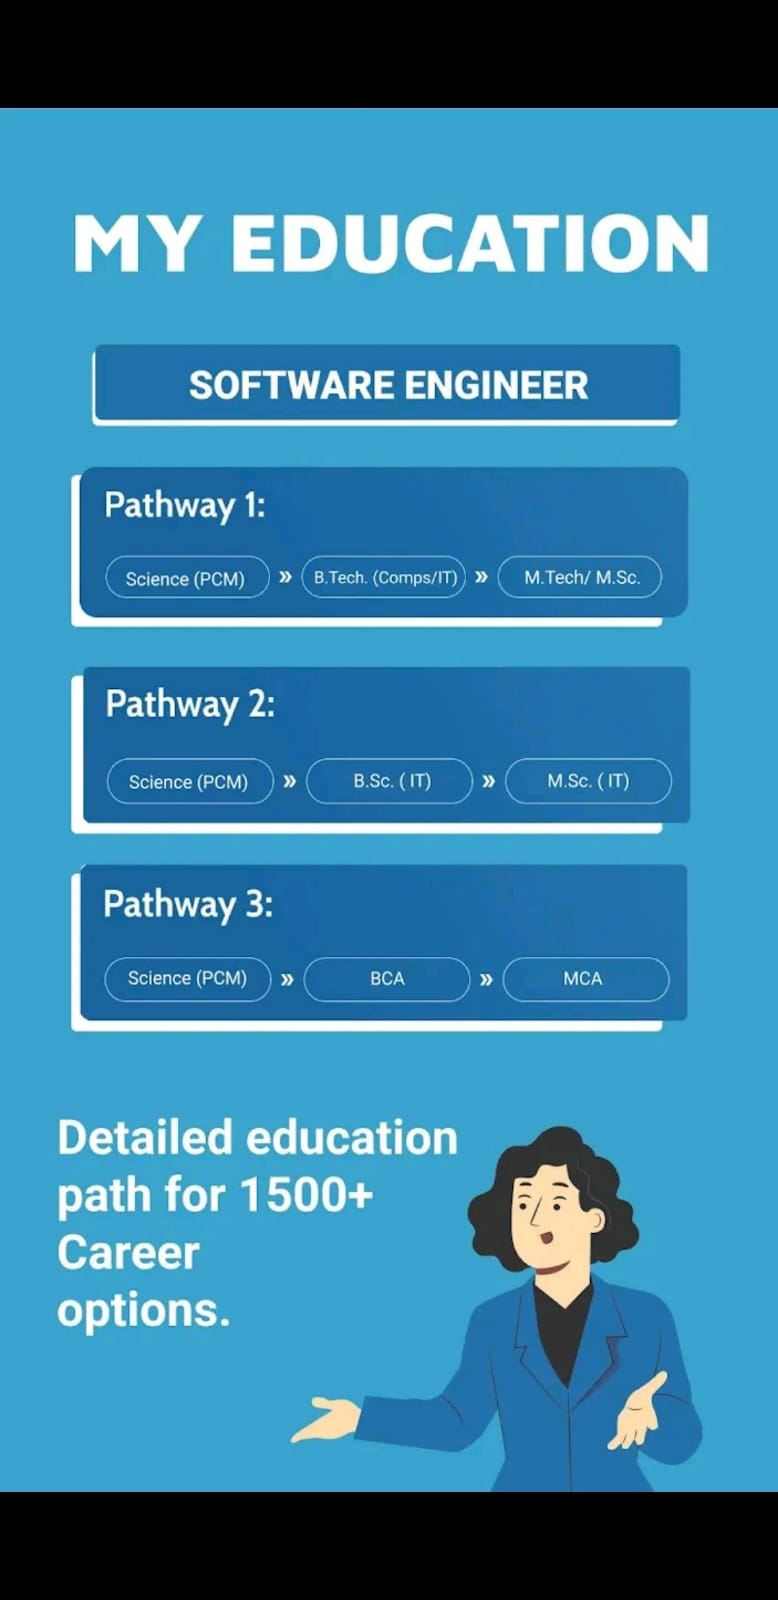 MY EDUCATION
SOFTWARE ENGINEER
Pathway 1:
Science (PCM) » B.Tech. (Comps/IT) » M.Tech/ M.Sc.
Pathway 2:
Science (PCM) » B.Sc. ( IT) » M.Sc. ( IT)
Pathway 3:
Science (PCM) » BCA » MCA
Detailed education
path for 1500+
Career
options.